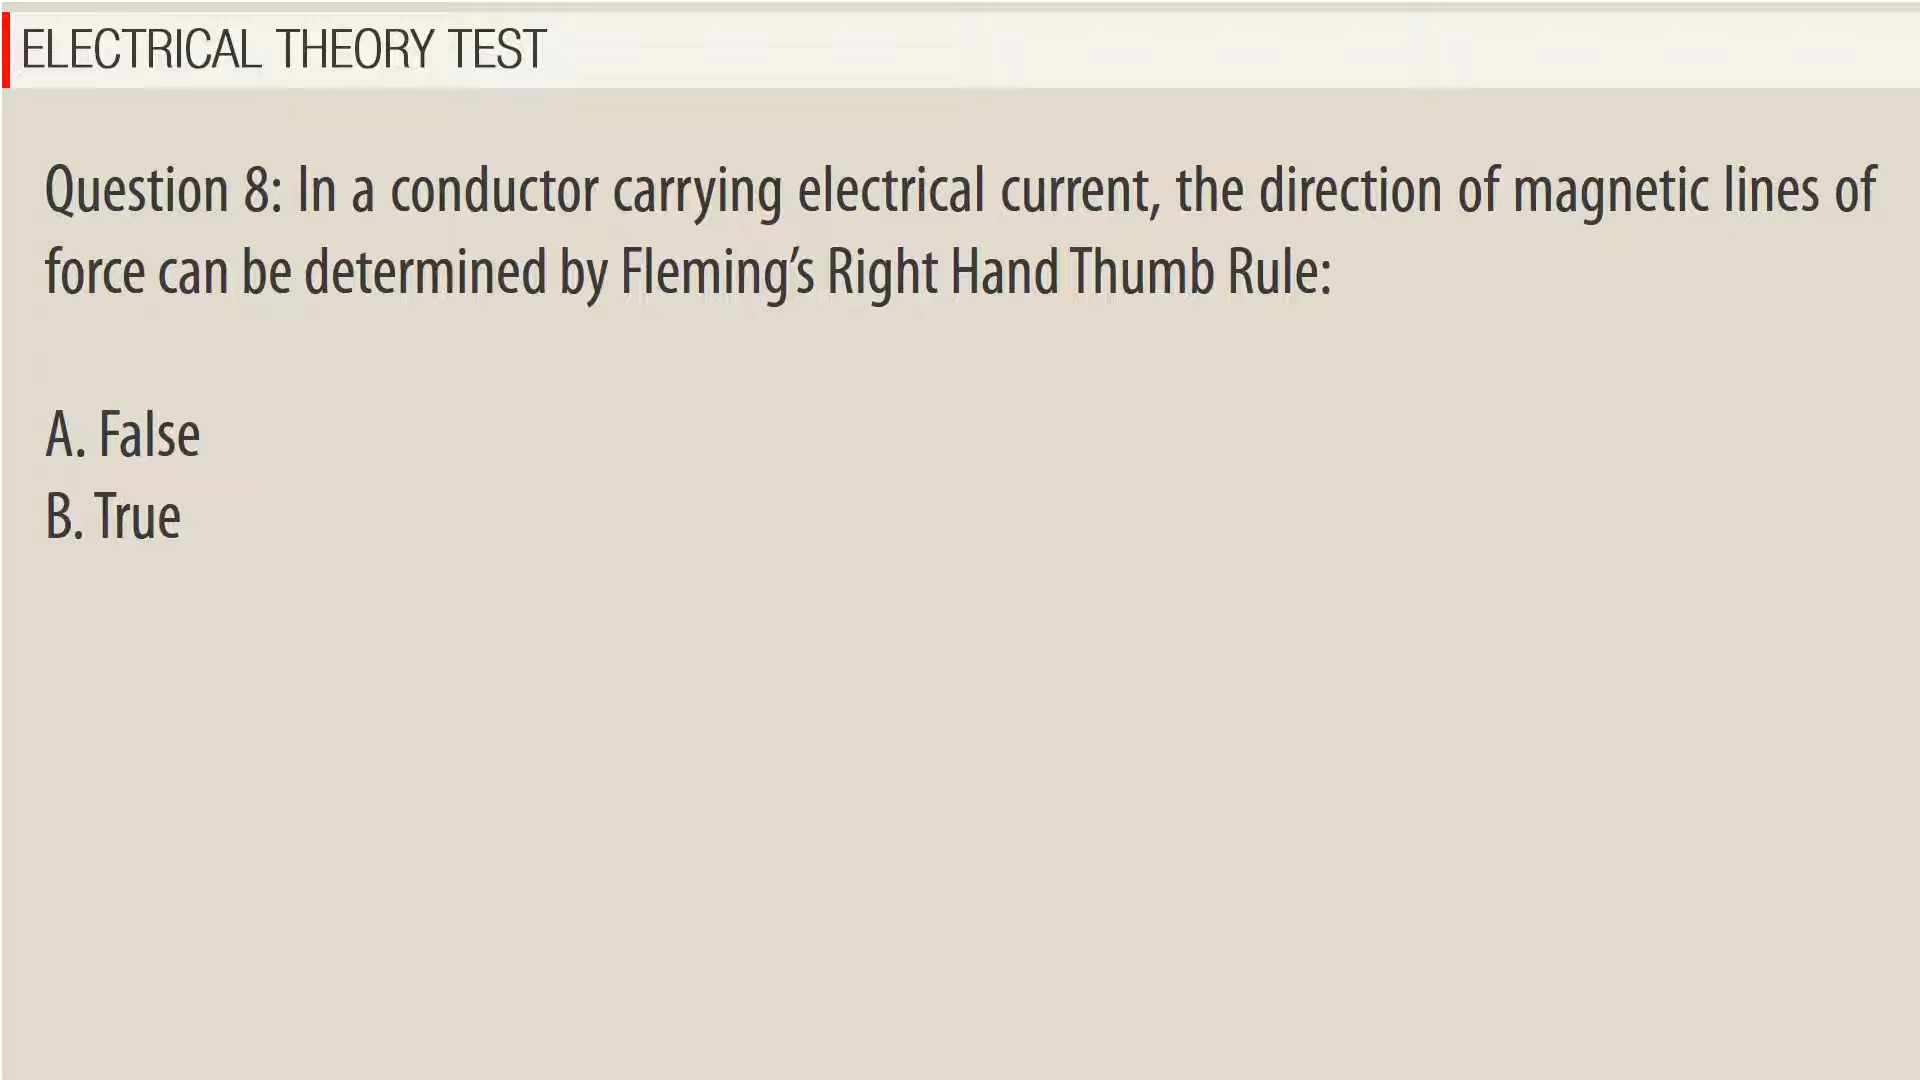 ELECTRICAL THEORY TEST
Question 8: In a conductor carrying electrical current, the direction of magnetic lines of
force can be determined by Fleming’s Right Hand Thumb Rule:
A. False
B. True